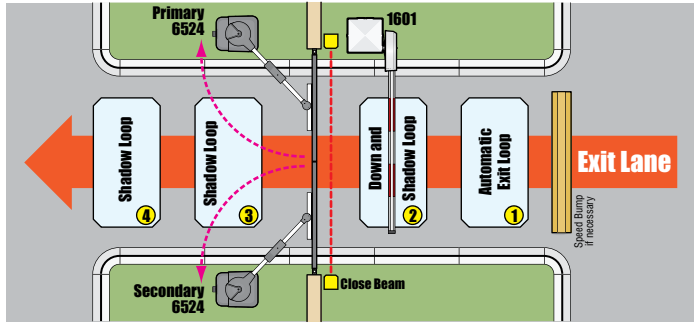 Primary
6524
1601
Shadow Loop
4
Shadow Loop
3
Down and
Shadow Loop
2
Automatic
Exit Loop
1
Exit Lane
Speed Bump
if necessary
Secondary
6524
Close Beam